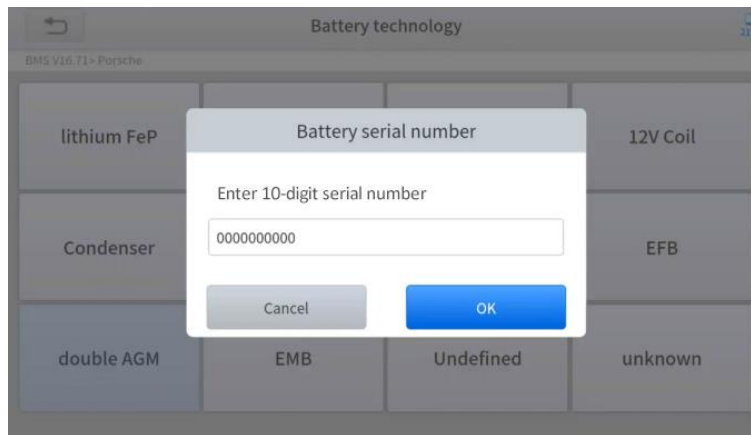 Battery technology
BMS V16.71> Porsche
lithium FeP
12V Coil
Battery serial number
Enter 10-digit serial number
0000000000
Cancel
OK
Condenser
EFB
double AGM
EMB
Undefined
unknown